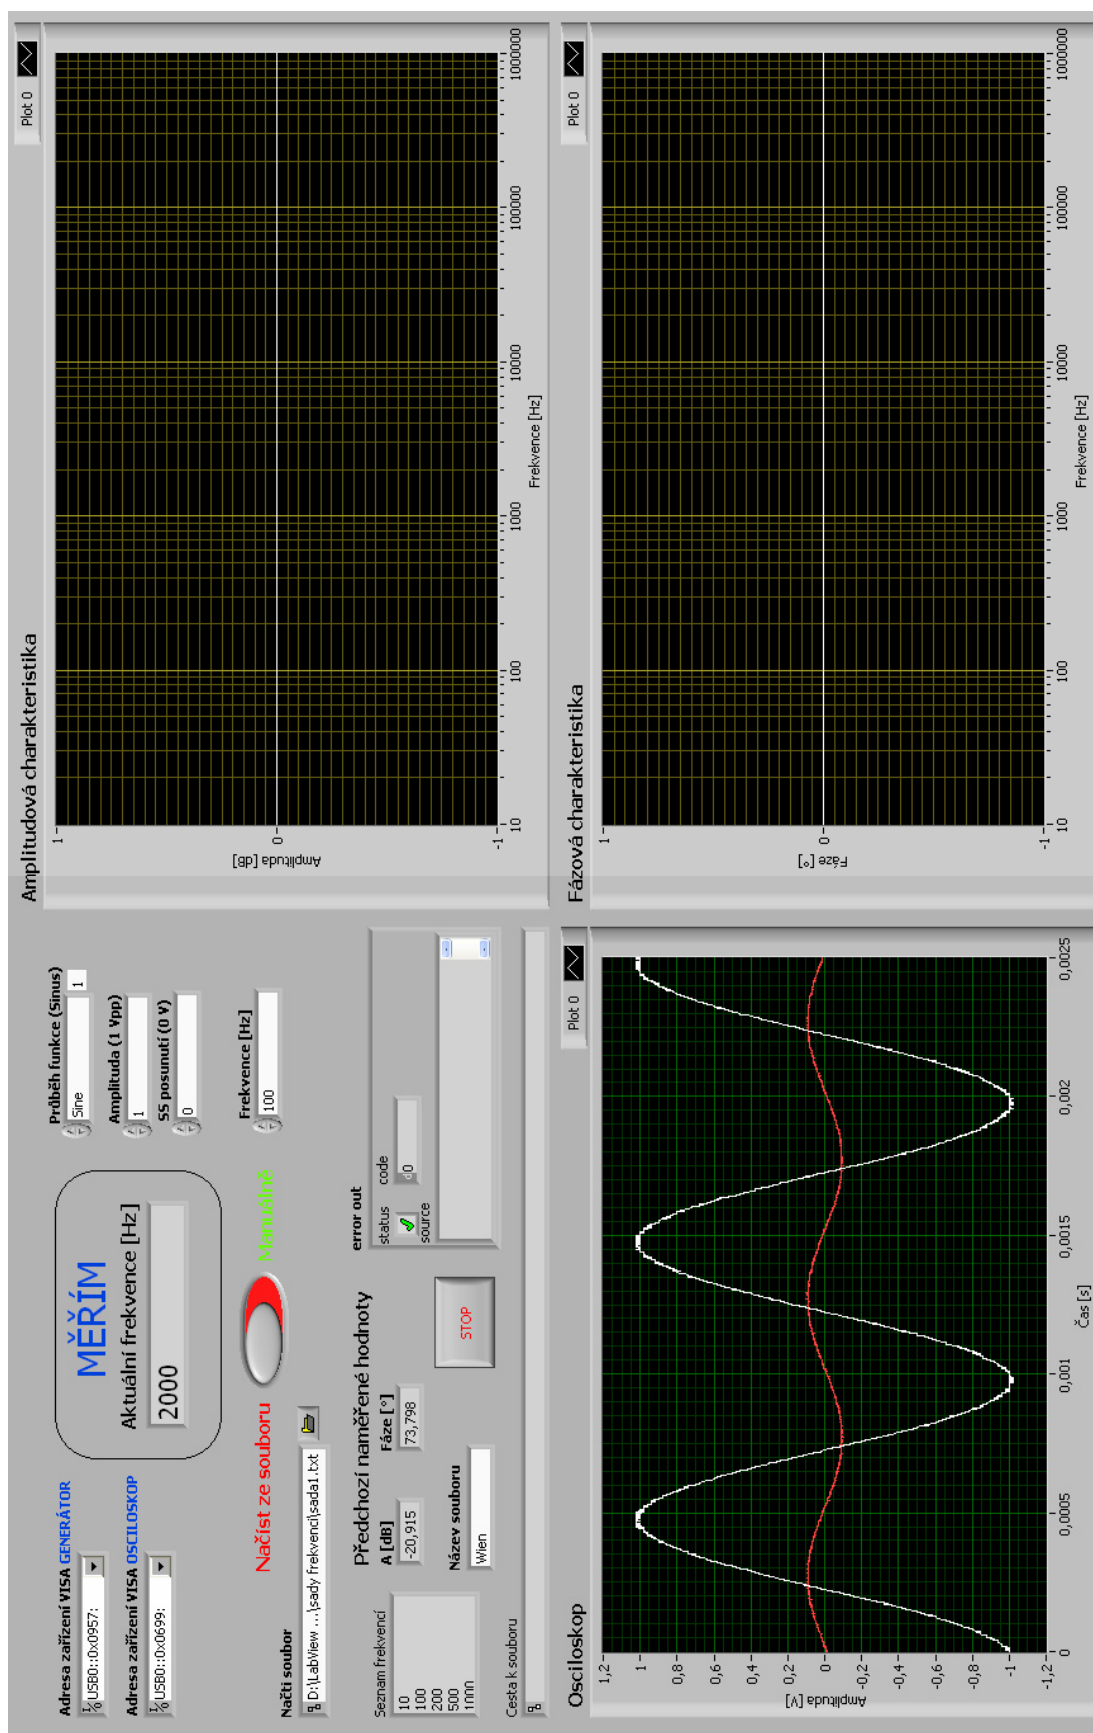 Adresa zařízení VISA GENERÁTOR
USB0::0x0957:
Adresa zařízení VISA OSCILOSKOP
USB0::0x0699:
MĚŘÍM
Aktuální frekvence [Hz]
2000
Průběh funkce (Sinus)
Sine
1
Amplituda (1 Vpp)
1
SS posunutí (0 V)
0
Frekvence [Hz]
100
Načíst ze souboru
Manuálně
Načti soubor
D:\LabView ...\sady frekvencí\sada1.txt
Seznam frekvencí
10
100
200
500
1000
Předchozí naměřené hodnoty
A [dB]
-20,915
Fáze [°]
73,798
Název souboru
Wien
STOP
error out
status
code
d0
source
Cesta k souboru
Amplitudová charakteristika
Plot 0
1
0
-1
Amplituda [dB]
10
100
1000
10000
100000
1000000
Frekvence [Hz]
Osciloskop
Plot 0
1,2
1
0,8
0,6
0,4
0,2
0
-0,2
-0,4
-0,6
-0,8
-1
-1,2
Amplituda [V]
0
0,0005
0,001
0,0015
0,002
0,0025
Čas [s]
Fázová charakteristika
Plot 0
1
0
-1
Fáze [°]
10
100
1000
10000
100000
1000000
Frekvence [Hz]